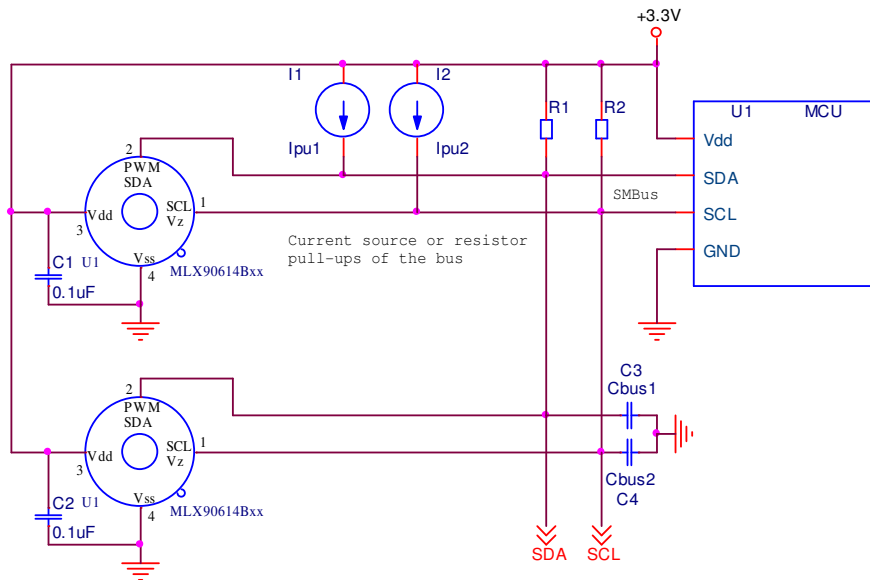 +3.3V
I1
I2
R1
R2
U1
MCU
Ipu1
Ipu2
Vdd
SDA
SCL
GND
SMBus
2
PWM
SDA
SCL
Vz
1
Vdd
3
Vss
4
U1
MLX90614Bxx
C1
0.1uF
Current source or resistor
pull-ups of the bus
2
PWM
SDA
SCL
Vz
1
Vdd
3
Vss
4
U1
MLX90614Bxx
C2
0.1uF
C3
Cbus1
Cbus2
C4
SDA
SCL